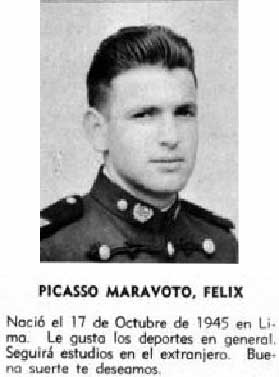 PICASSO MARAVOTO, FELIX
Nació el 17 de Octubre de 1945 en Li-
ma. Le gusta los deportes en general.
Seguirá estudios en el extranjero. Bue-
na suerte te deseamos.